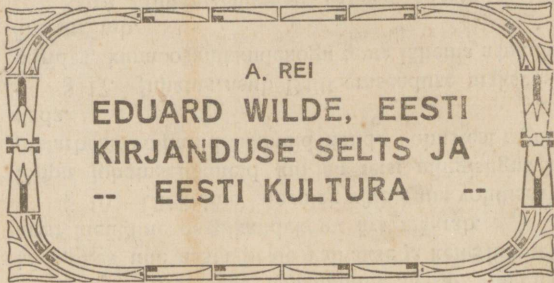 A. REI
EDUARD WILDE, EESTI
KIRJANDUSE SELTS JA
-- EESTI KULTURA --